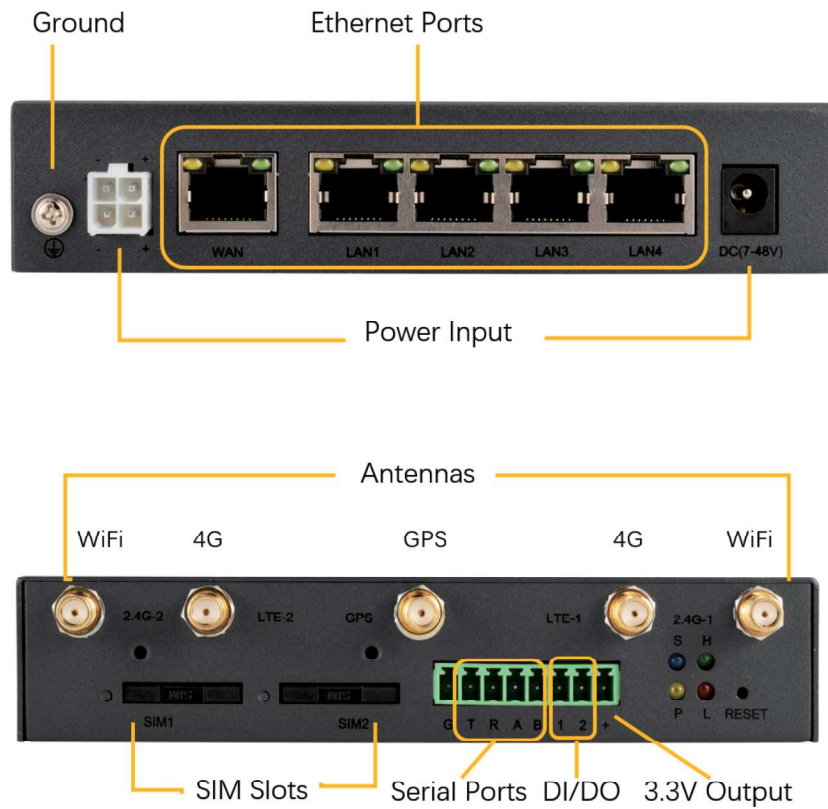 Ground
Ethernet Ports
- +
WAN
LAN1
LAN2
LAN3
LAN4
DC(7-48V)
- +
Power Input
Antennas
WiFi
4G
GPS
4G
WiFi
2.4G-2
LTE-2
GPS
LTE-1
2.4G-1
S H
SIM
SIM
P L
RESET
SIM1
SIM2
G T R A B 1 2 +
SIM Slots
Serial Ports
DI/DO
3.3V Output